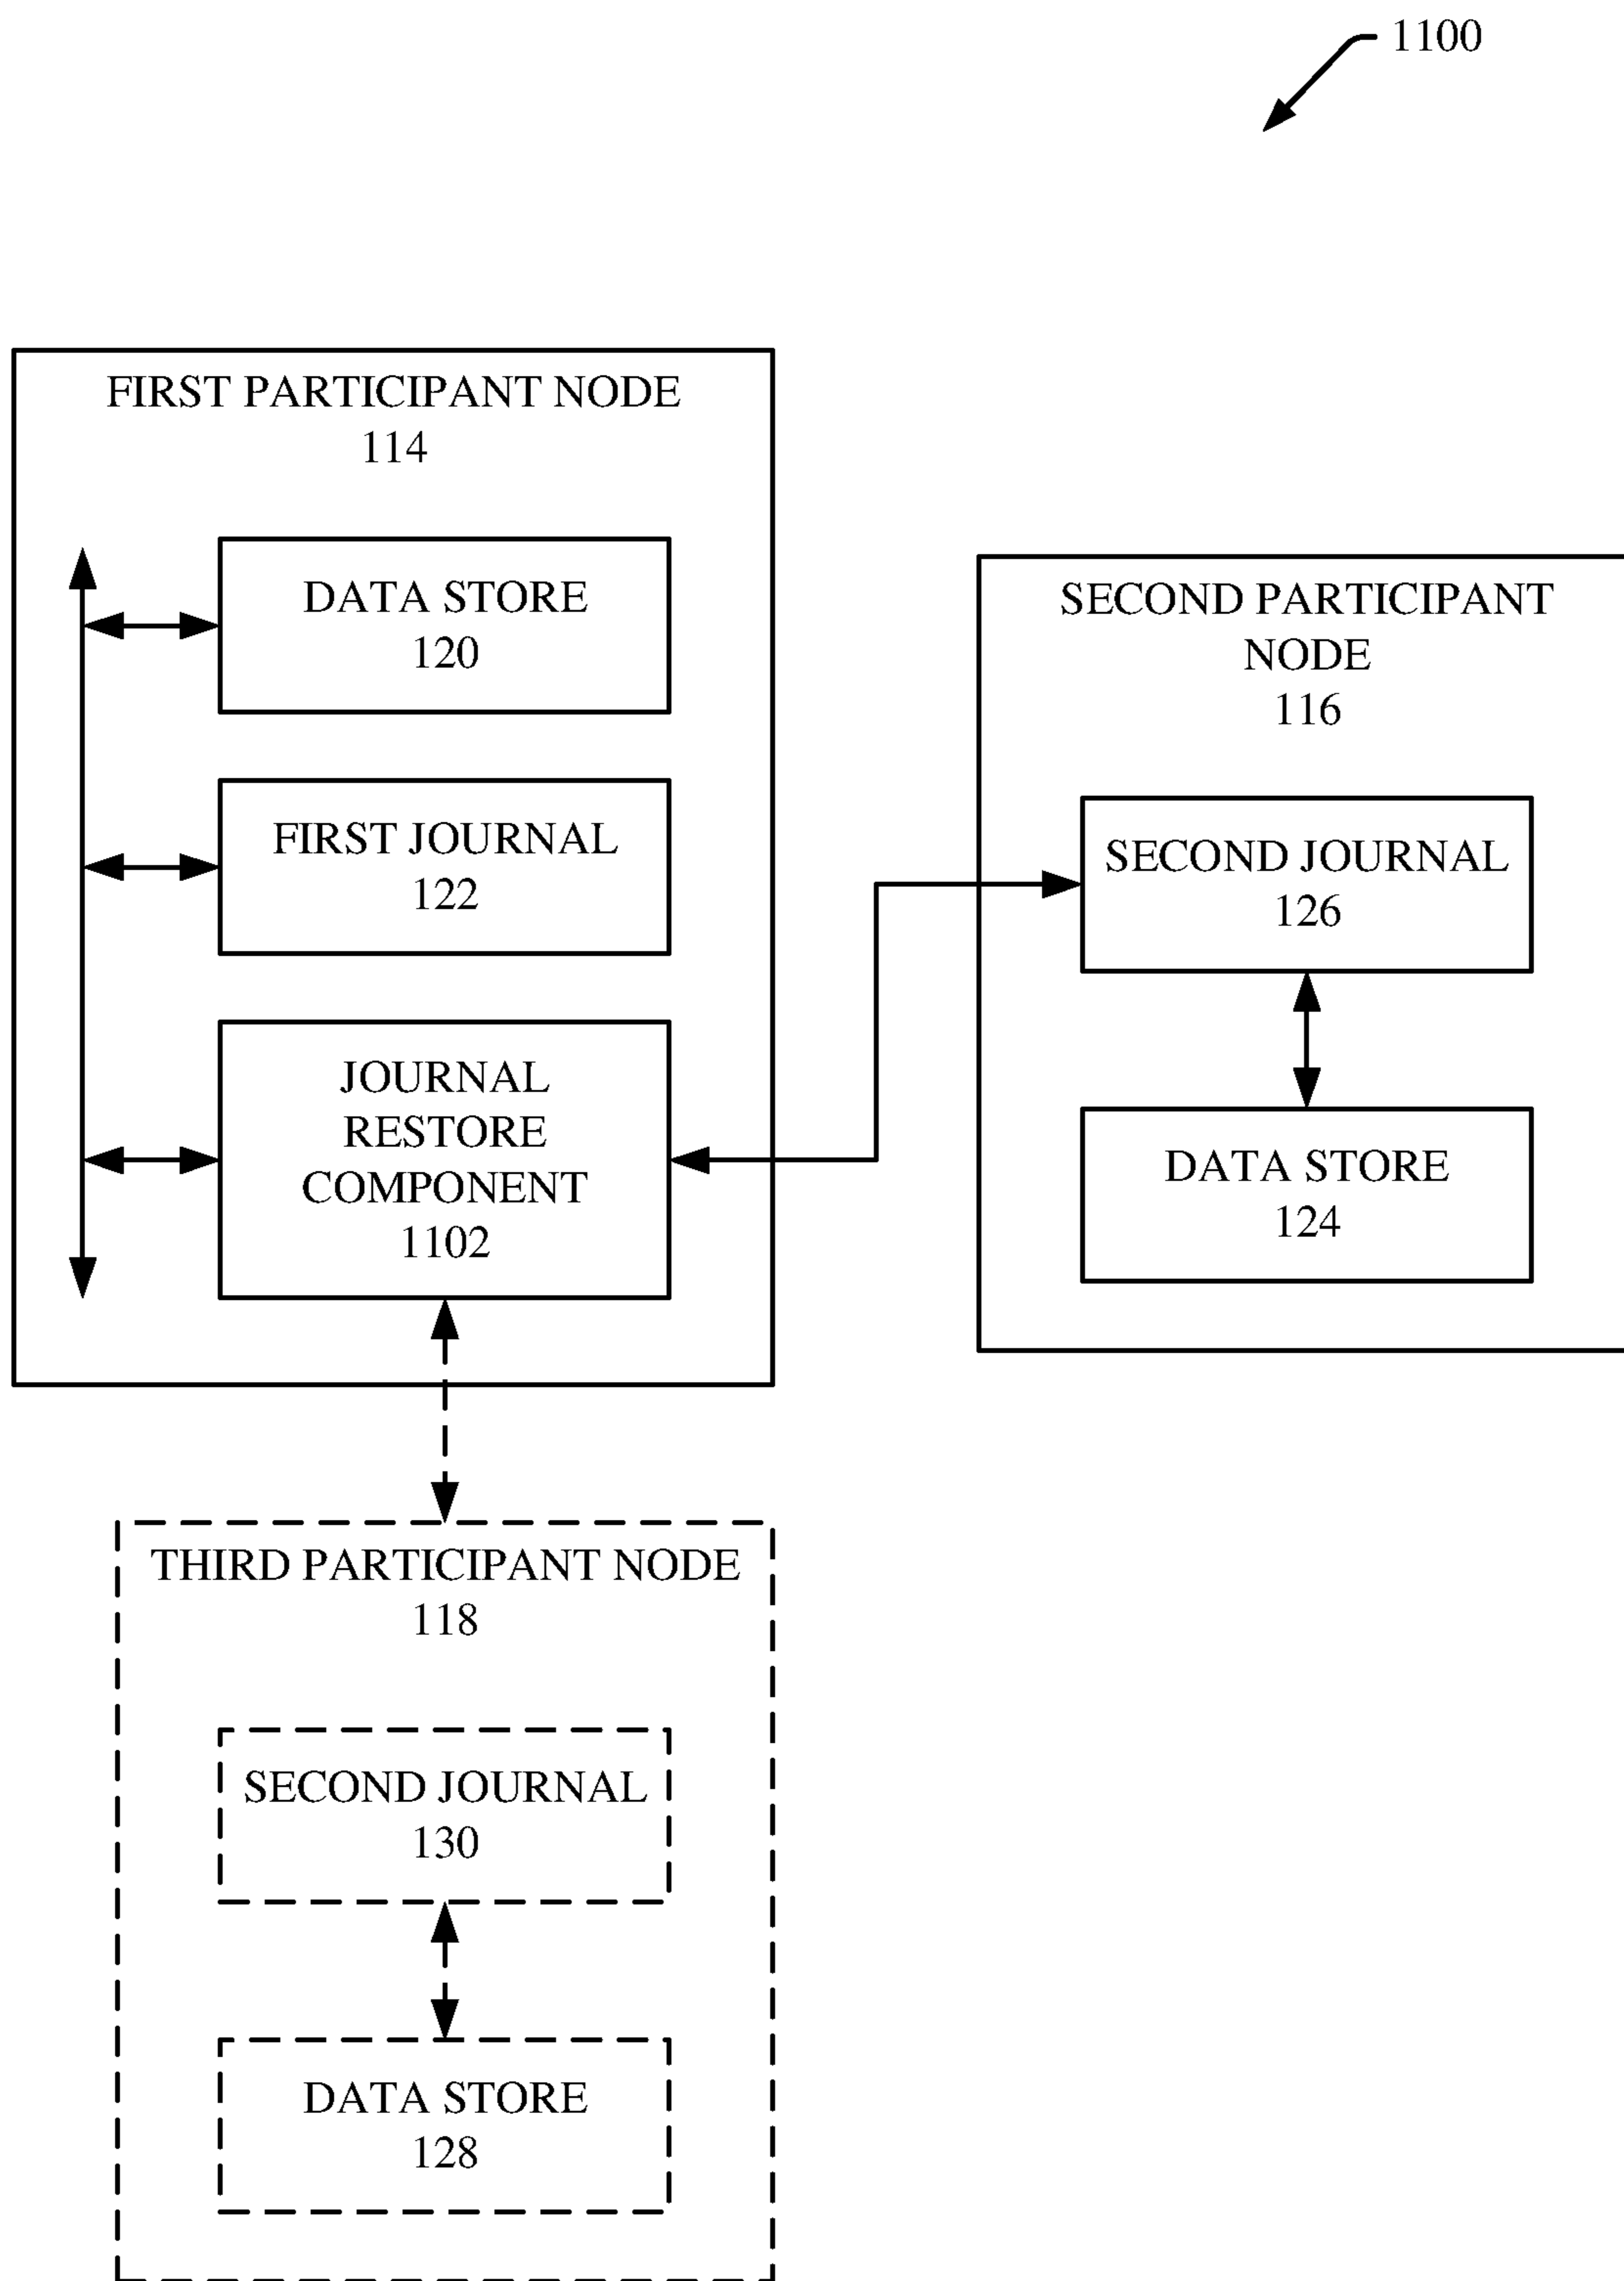 1100
FIRST PARTICIPANT NODE
114
DATA STORE
120
FIRST JOURNAL
122
JOURNAL
RESTORE
COMPONENT
1102
SECOND PARTICIPANT
NODE
116
SECOND JOURNAL
126
DATA STORE
124
THIRD PARTICIPANT NODE
118
SECOND JOURNAL
130
DATA STORE
128